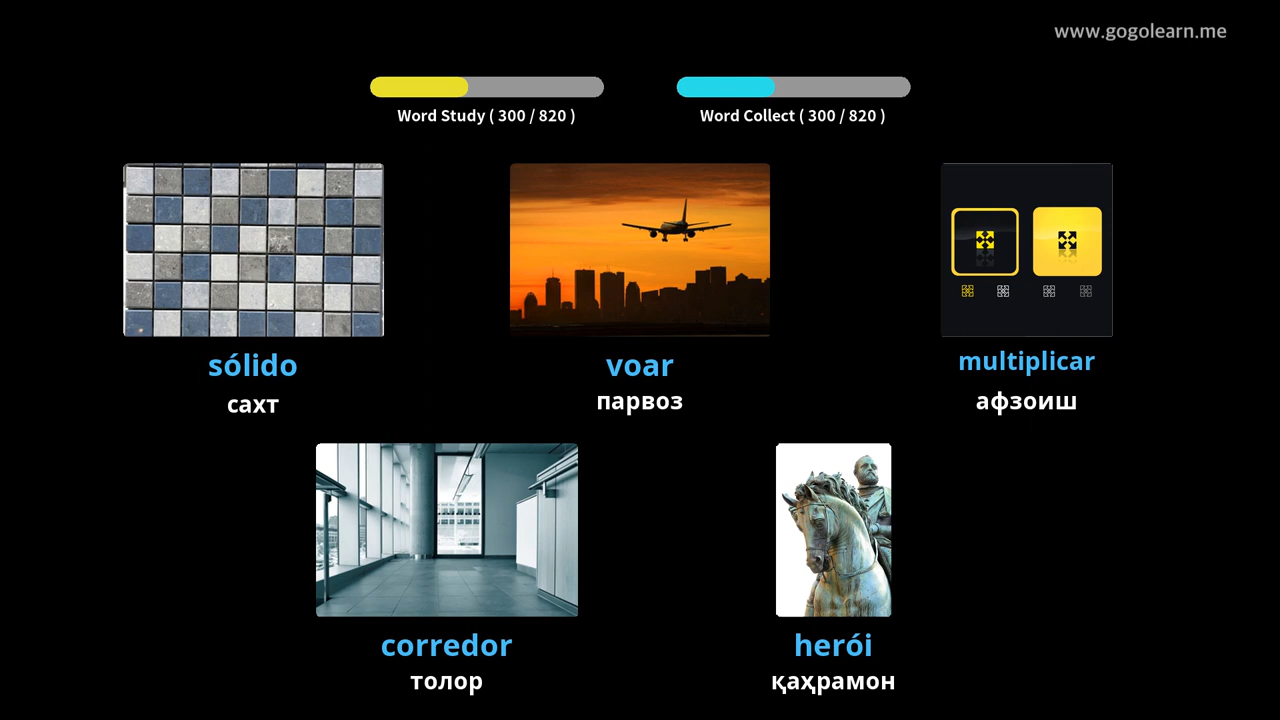 www.gogolearn.me
Word Study ( 300 / 820 )
Word Collect ( 300 / 820 )
sólido
сахт
voar
парвоз
multiplicar
афзоиш
corredor
толор
herói
қаҳрамон